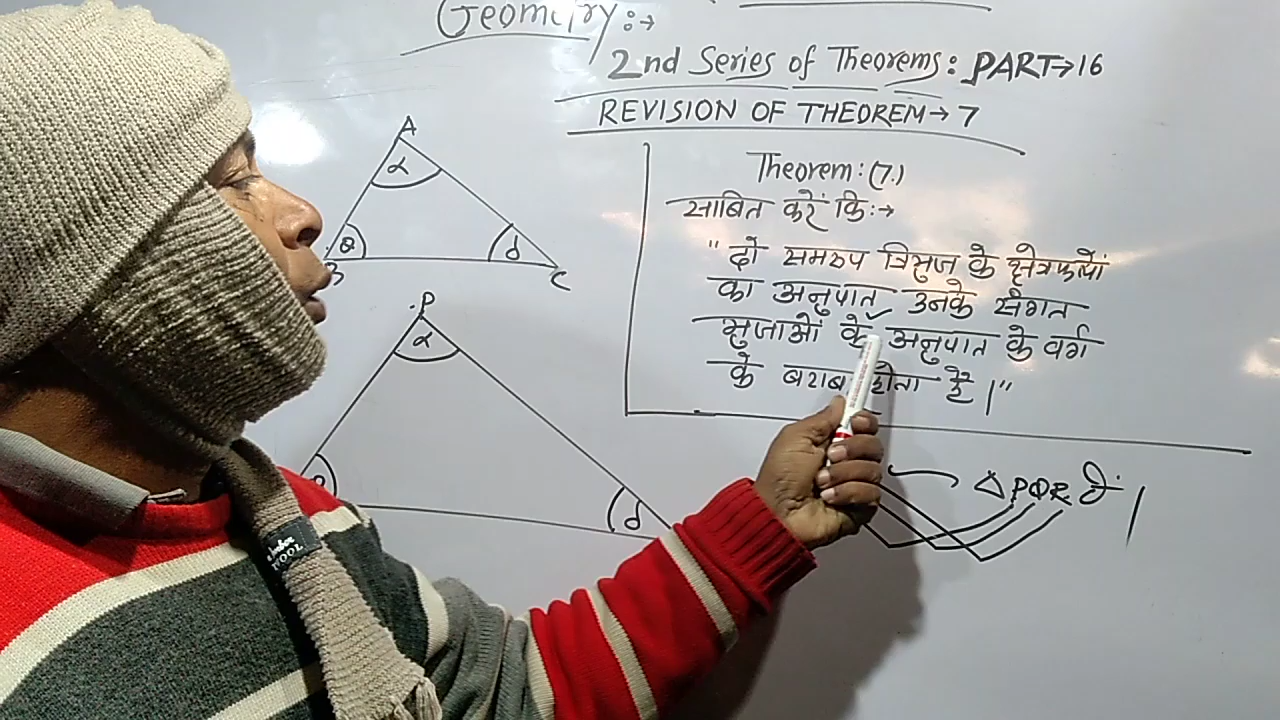 Geometry:→
2nd Series of Theorems: PART→16
REVISION OF THEOREM→7
Theorem:(7.)
साबित करें कि:→
"दो समरुप त्रिभुज के क्षेत्रफलों
का अनुपात उनके संगत
भुजाओं के अनुपात के वर्ग
के बराबर होता है।"
A
α
θ
d
B
C
P
α
d
Δ PQR में
WOOL